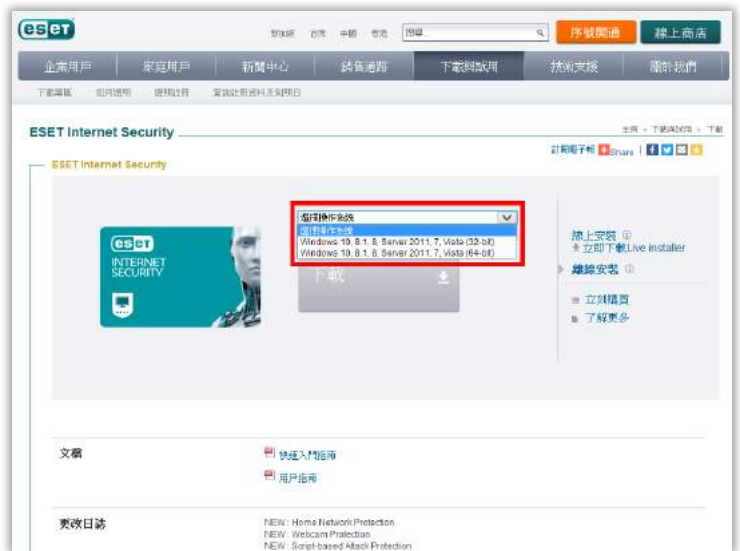 eset
台灣 中國 香港 搜尋...
序號開通
線上商店
企業用戶
家庭用戶
新聞中心
銷售通路
下載與試用
技術支援
關於我們
下載專區
ESET Internet Security
主頁 > 下載與試用 > 下載
訂閱電子報 Share |
ESET Internet Security
選擇操作系統
選擇操作系統
Windows 10, 8.1, 8, Server 2011, 7, Vista (32-bit)
Windows 10, 8.1, 8, Server 2011, 7, Vista (64-bit)
下載
eset
INTERNET
SECURITY
線上安裝
立即下載Live installer
離線安裝
立刻購買
了解更多
文檔
快速入門指南
用戶指南
更改日誌
NEW: Home Network Protection
NEW: Webcam Protection
NEW: Script-based Attack Protection